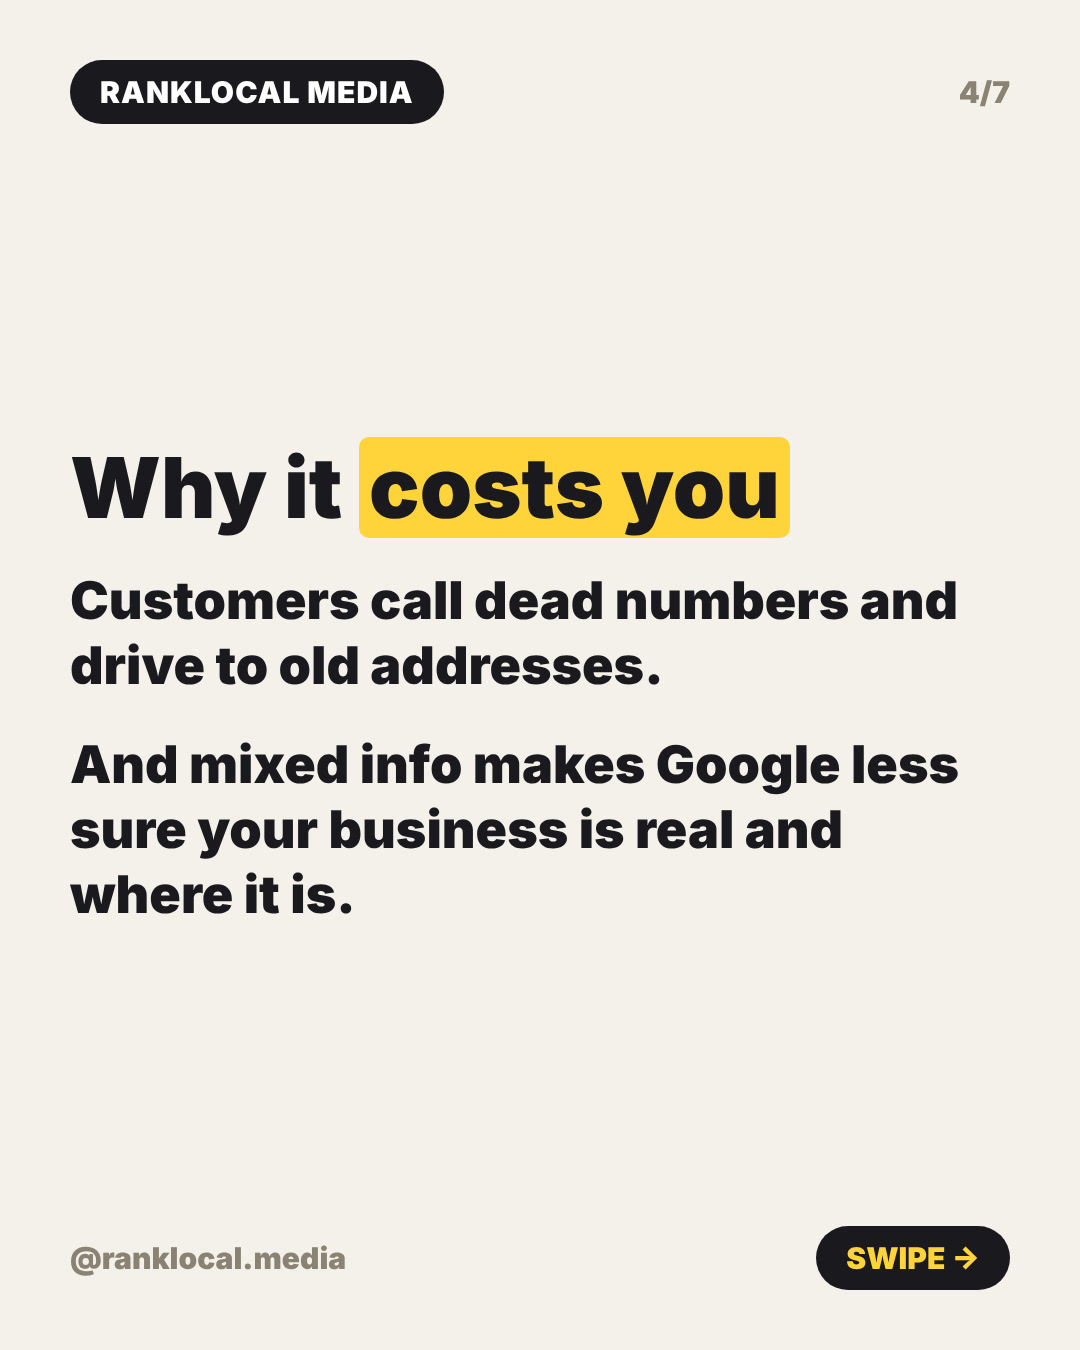 RANKLOCAL MEDIA
4/7
Why it costs you
Customers call dead numbers and
drive to old addresses.
And mixed info makes Google less
sure your business is real and
where it is.
@ranklocal.media
SWIPE →